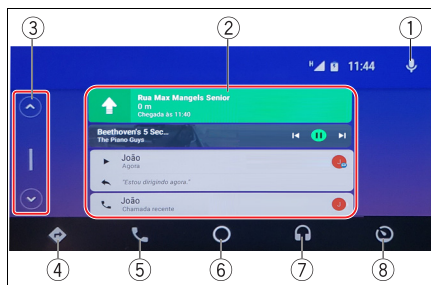 3
2
1
H
11:44
Rua Max Mangels Senior
0 m
Chegada às 11:40
Beethoven's 5 Sec...
The Piano Guys
João
Agora
J
"Estou dirigindo agora."
João
Chamada recente
J
4
5
6
7
8